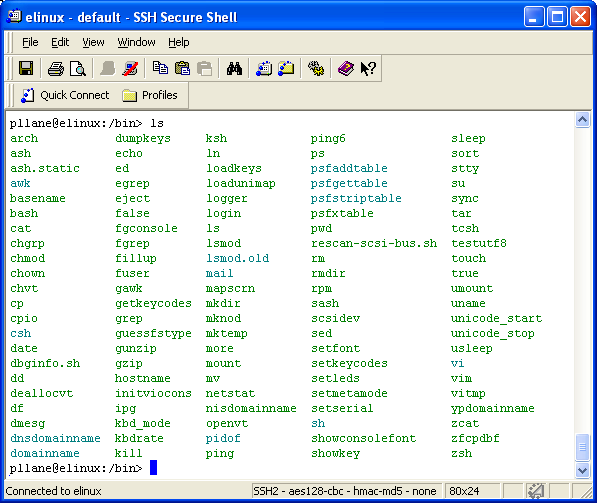 elinux - default - SSH Secure Shell
File Edit View Window Help
Quick Connect Profiles
pllane@elinux:/bin> ls
arch dumpkeys ksh ping6 sleep
ash echo ln ps sort
ash.static ed loadkeys psfaddtable stty
awk egrep loadunimap psfgettable su
basename eject logger psfstriptable sync
bash false login psfxtable tar
cat fgconsole ls pwd tcsh
chgrp fgrep lsmod rescan-scsi-bus.sh testutf8
chmod fillup lsmod.old rm touch
chown fuser mail rmdir true
chvt gawk mapscrn rpm umount
cp getkeycodes mkdir sash uname
cpio grep mknod scsidev unicode_start
csh guessfstype mktemp sed unicode_stop
date gunzip more setfont usleep
dbginfo.sh gzip mount setkeycodes vi
dd hostname mv setleds vim
deallocvt initviocons netstat setmetamode vitmp
df ipg nisdomainname setserial ypdomainname
dmesg kbd_mode openvt sh zcat
dnsdomainname kbdrate pidof showconsolefont zfcpdbf
domainname kill ping showkey zsh
pllane@elinux:/bin>
Connected to elinux SSH2 - aes128-cbc - hmac-md5 - none 80x24